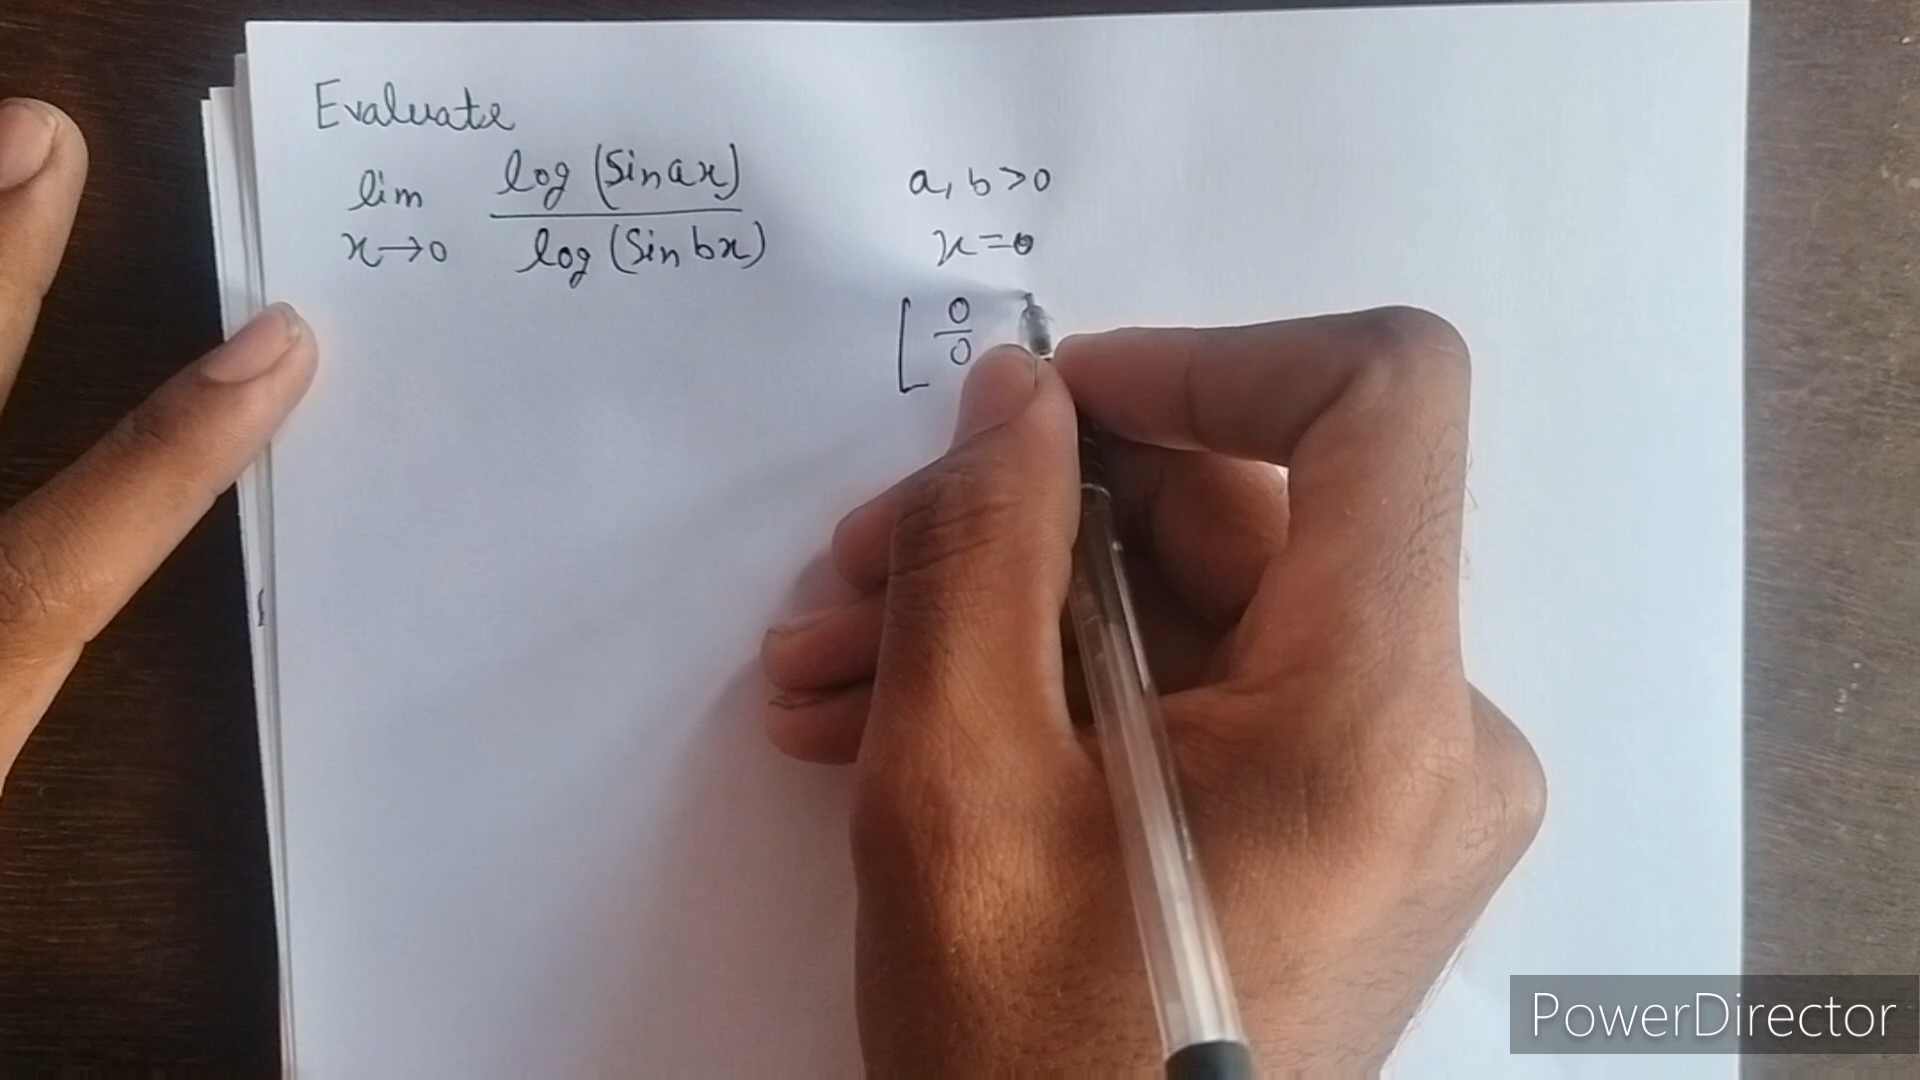 Evaluate
lim x→0 log (Sin ax) / log (Sin bx)
a, b > 0
x = 0
[ 0/0
PowerDirector